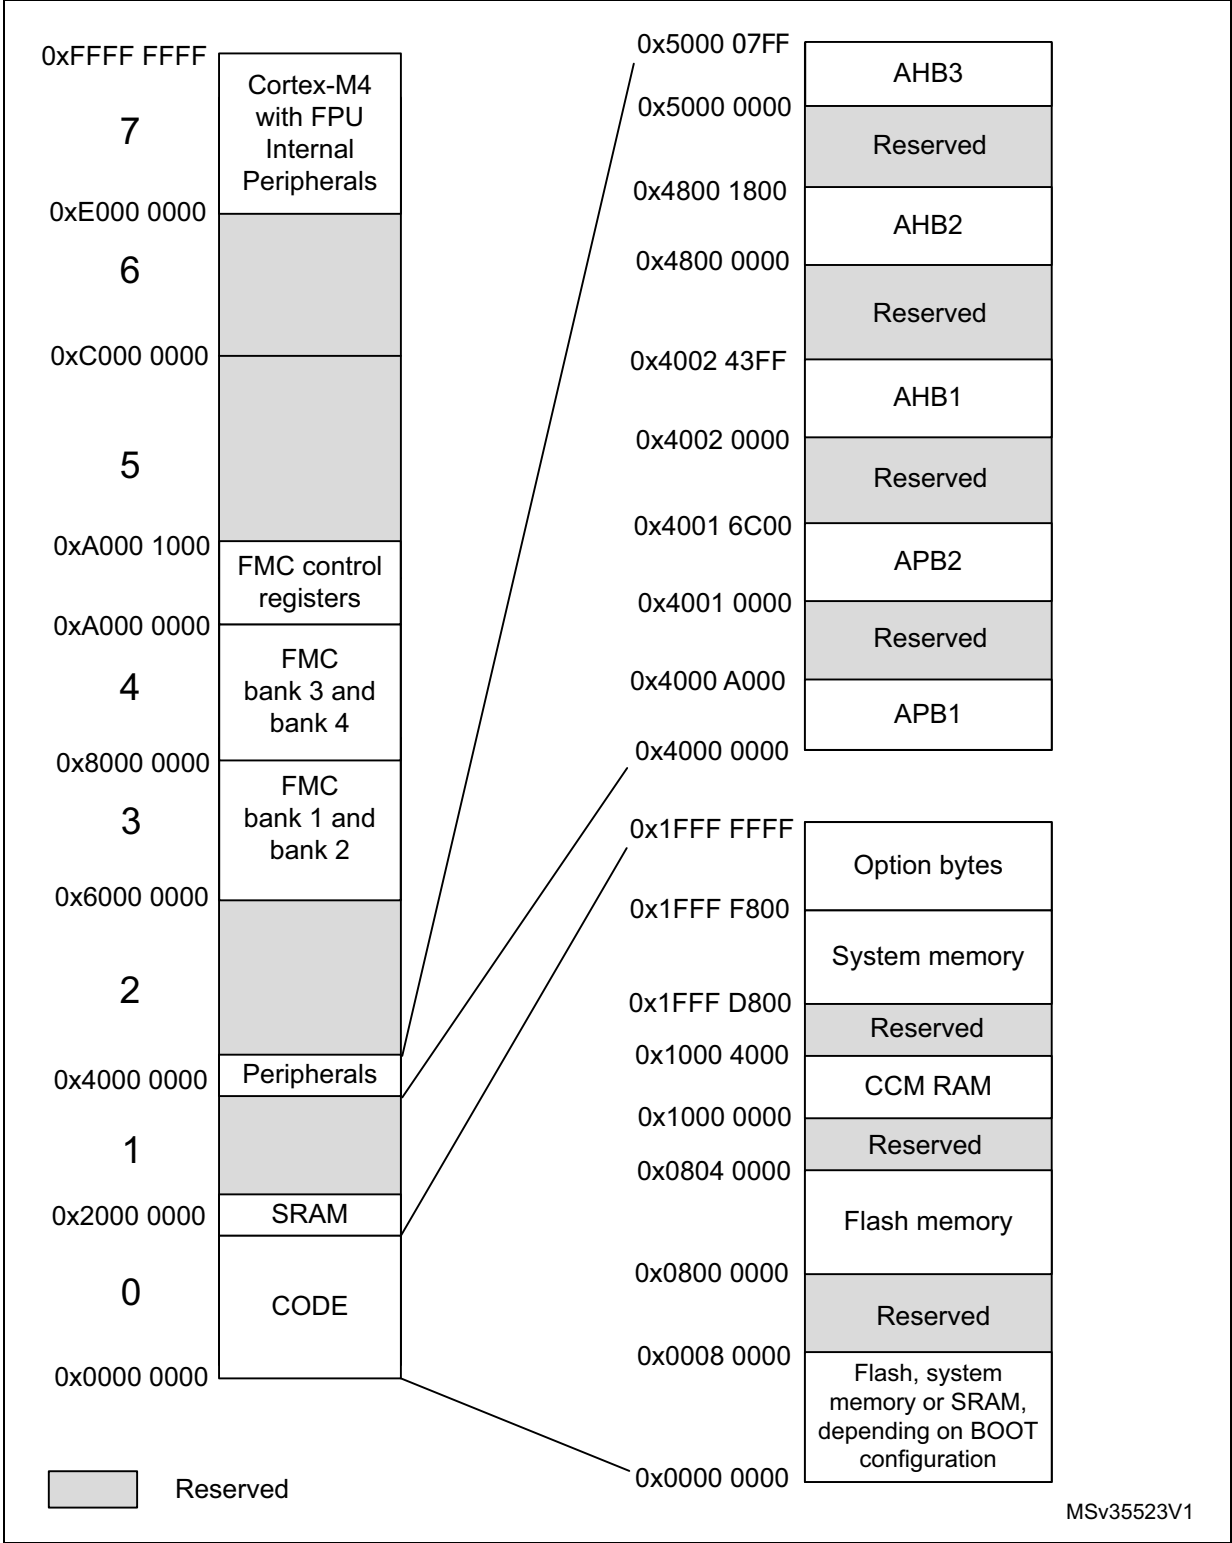 0xFFFF FFFF
7
Cortex-M4
with FPU
Internal
Peripherals
0xE000 0000
6
0xC000 0000
5
0xA000 1000
FMC control
registers
0xA000 0000
4
FMC
bank 3 and
bank 4
0x8000 0000
3
FMC
bank 1 and
bank 2
0x6000 0000
2
Peripherals
0x4000 0000
1
0x2000 0000
SRAM
0
CODE
0x0000 0000
Reserved
0x5000 07FF
AHB3
0x5000 0000
Reserved
0x4800 1800
AHB2
0x4800 0000
Reserved
0x4002 43FF
AHB1
0x4002 0000
Reserved
0x4001 6C00
APB2
0x4001 0000
Reserved
0x4000 A000
APB1
0x4000 0000
0x1FFF FFFF
Option bytes
0x1FFF F800
System memory
0x1FFF D800
Reserved
0x1000 4000
CCM RAM
0x1000 0000
Reserved
0x0804 0000
Flash memory
0x0800 0000
Reserved
0x0008 0000
Flash, system
memory or SRAM,
depending on BOOT
configuration
0x0000 0000
MSv35523V1